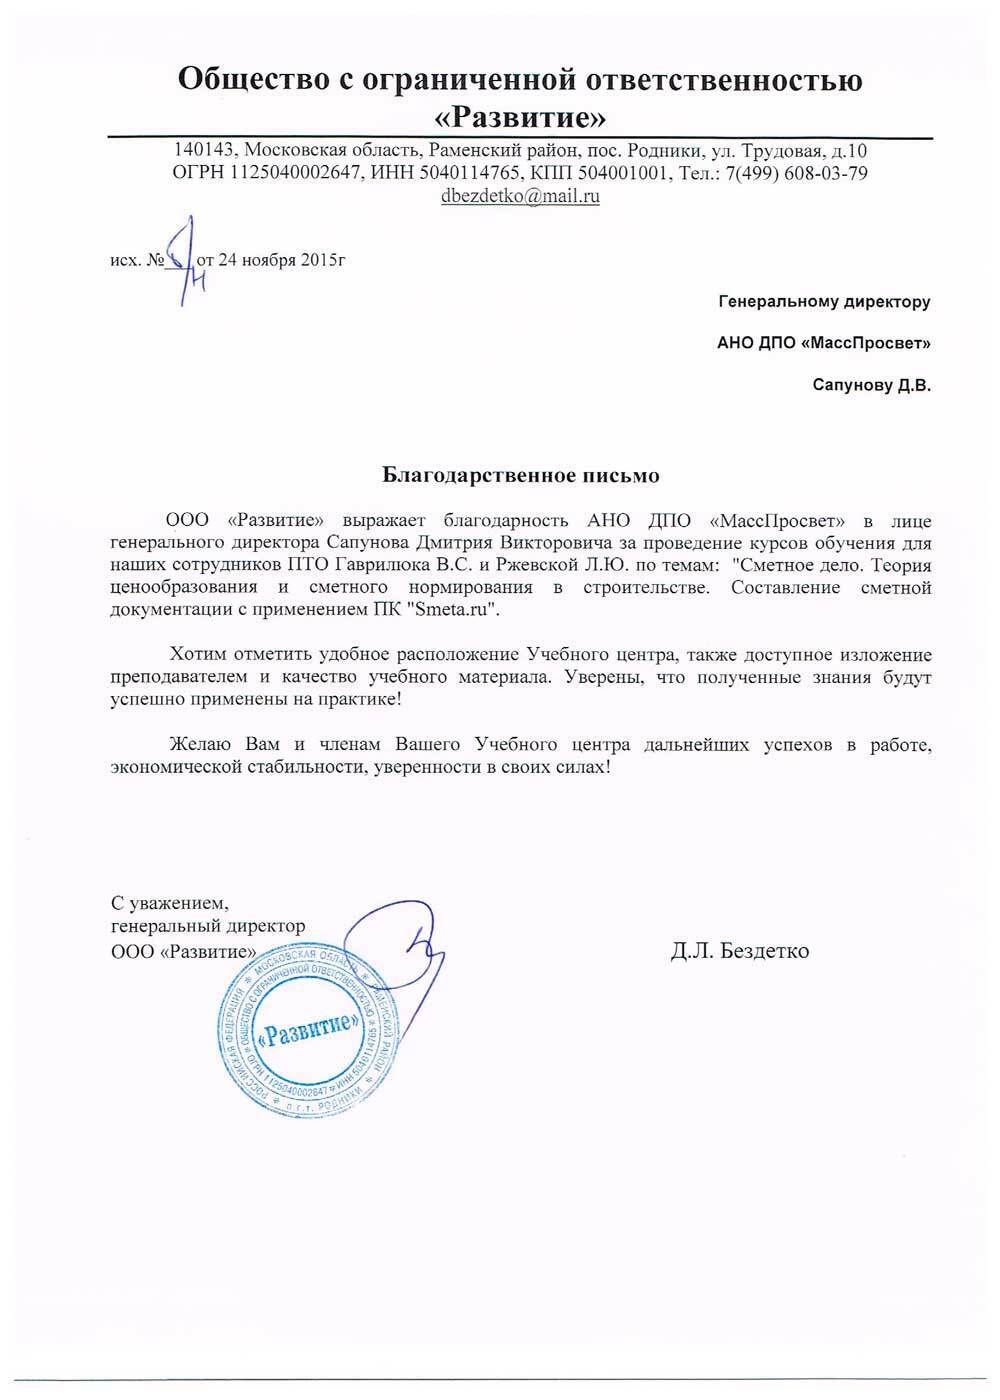 Общество с ограниченной ответственностью
«Развитие»
140143, Московская область, Раменский район, пос. Родники, ул. Трудовая, д.10
ОГРН 1125040002647, ИНН 5040114765, КПП 504001001, Тел.: 7(499) 608-03-79
dbezdetko@mail.ru
исх. № б/н от 24 ноября 2015г
Генеральному директору
АНО ДПО «МассПросвет»
Сапунову Д.В.
Благодарственное письмо
ООО «Развитие» выражает благодарность АНО ДПО «МассПросвет» в лице
генерального директора Сапунова Дмитрия Викторовича за проведение курсов обучения для
наших сотрудников ПТО Гаврилюка В.С. и Ржевской Л.Ю. по темам: "Сметное дело. Теория
ценообразования и сметного нормирования в строительстве. Составление сметной
документации с применением ПК "Smeta.ru".
Хотим отметить удобное расположение Учебного центра, также доступное изложение
преподавателем и качество учебного материала. Уверены, что полученные знания будут
успешно применены на практике!
Желаю Вам и членам Вашего Учебного центра дальнейших успехов в работе,
экономической стабильности, уверенности в своих силах!
С уважением,
генеральный директор
ООО «Развитие»
Д.Л. Бездетко
РОССИЙСКАЯ ФЕДЕРАЦИЯ * МОСКОВСКАЯ ОБЛАСТЬ * РАМЕНСКИЙ РАЙОН * п.г.т. РОДНИКИ *
ОБЩЕСТВО С ОГРАНИЧЕННОЙ ОТВЕТСТВЕННОСТЬЮ * ИНН 5040114765 * ОГРН 1125040002647 *
«Развитие»